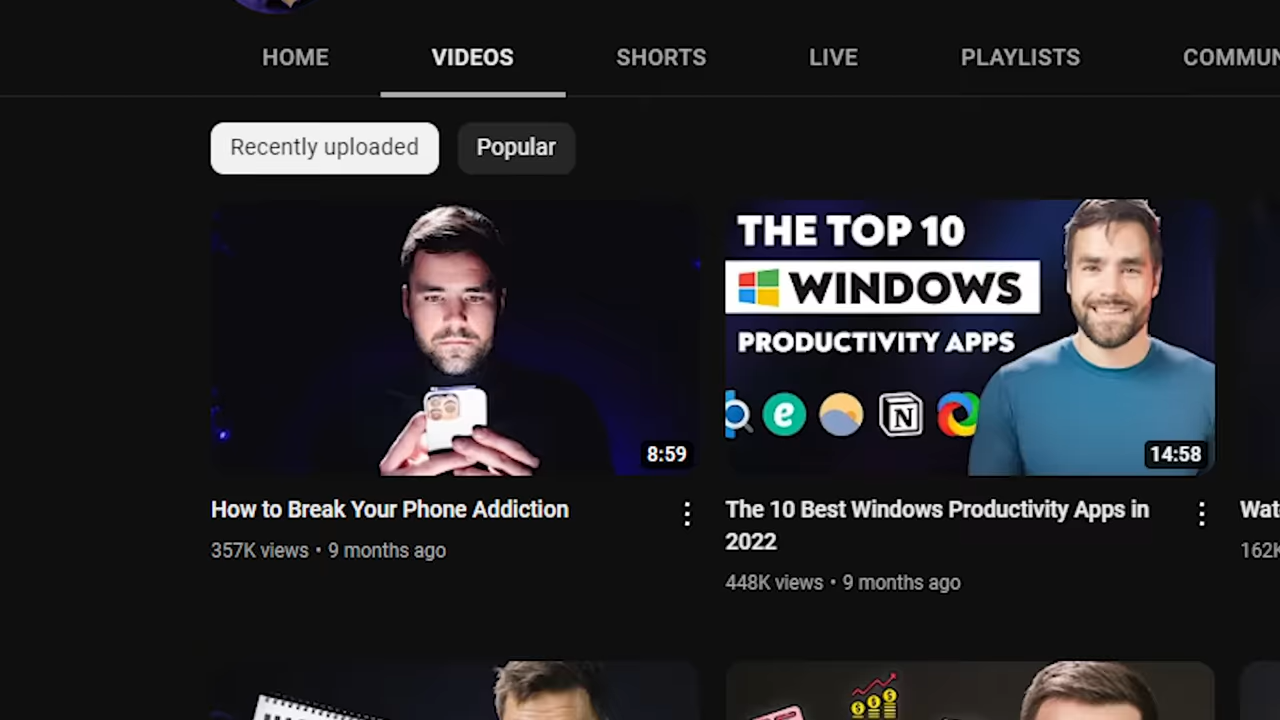 HOME VIDEOS SHORTS LIVE PLAYLISTS COMMUN
Recently uploaded Popular
THE TOP 10
WINDOWS
PRODUCTIVITY APPS
e N
8:59
14:58
How to Break Your Phone Addiction
357K views • 9 months ago
The 10 Best Windows Productivity Apps in
2022
448K views • 9 months ago
Wat
162K